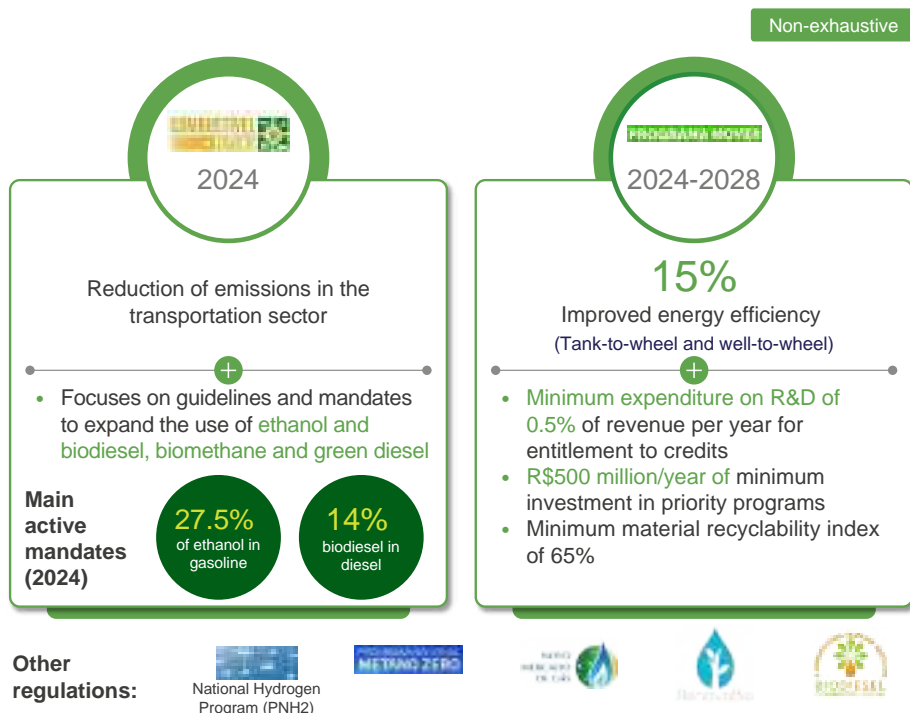 Non-exhaustive
2024
Reduction of emissions in the
transportation sector
• Focuses on guidelines and mandates
to expand the use of ethanol and
biodiesel, biomethane and green diesel
Main
active
mandates
(2024)
27.5%
of ethanol in
gasoline
14%
biodiesel in
diesel
PROGRAMA MOVER
2024-2028
15%
Improved energy efficiency
(Tank-to-wheel and well-to-wheel)
• Minimum expenditure on R&D of
0.5% of revenue per year for
entitlement to credits
• R$500 million/year of minimum
investment in priority programs
• Minimum material recyclability index
of 65%
Other
regulations:
National Hydrogen
Program (PNH2)
METANO ZERO
BIODIESEL